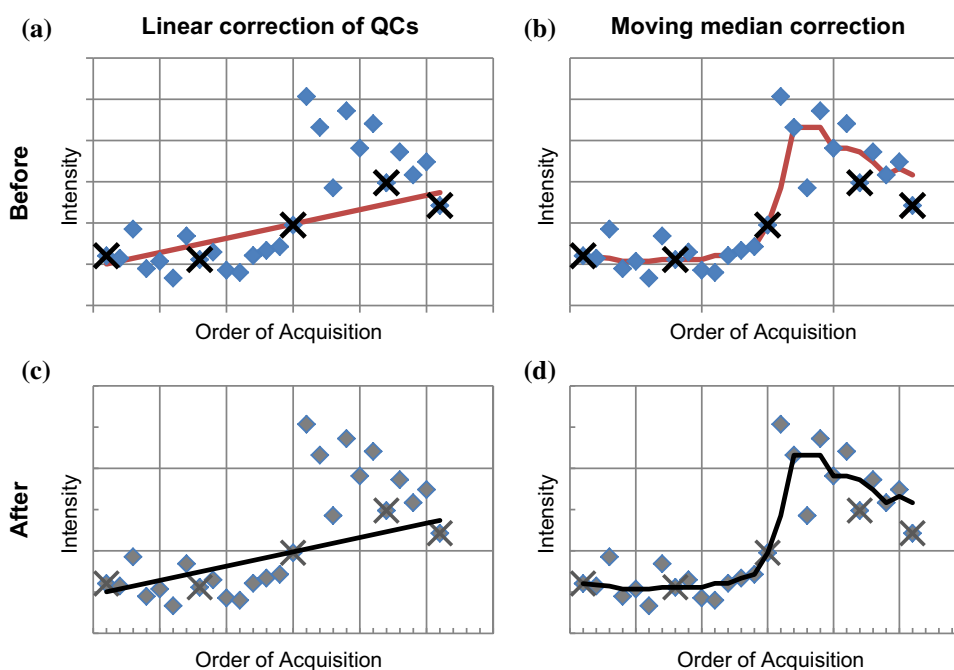 (a) Linear correction of QCs
(b) Moving median correction
Before
Intensity
Intensity
Order of Acquisition
Order of Acquisition
(c)
(d)
After
Intensity
Intensity
Order of Acquisition
Order of Acquisition